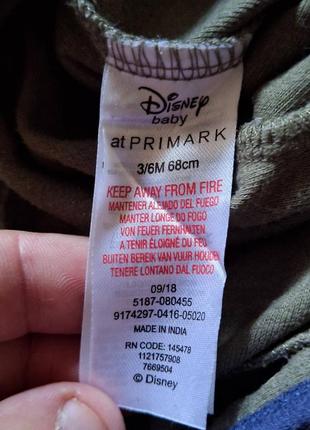 Disney
baby
at PRIMARK
3/6M 68cm
KEEP AWAY FROM FIRE
MANTENER ALEJADO DEL FUEGO
MANTER LONGE DO FOGO
VON FEUER FERNHALTEN
A TENIR ÉLOIGNÉ DU FEU
BUITEN BEREIK VAN VUUR HOUDEN
TENERE LONTANO DAL FUOCO
09/18
5187-080455
9174297-0416-05020
MADE IN INDIA
RN CODE: 145478
1121757908
7669504
© Disney